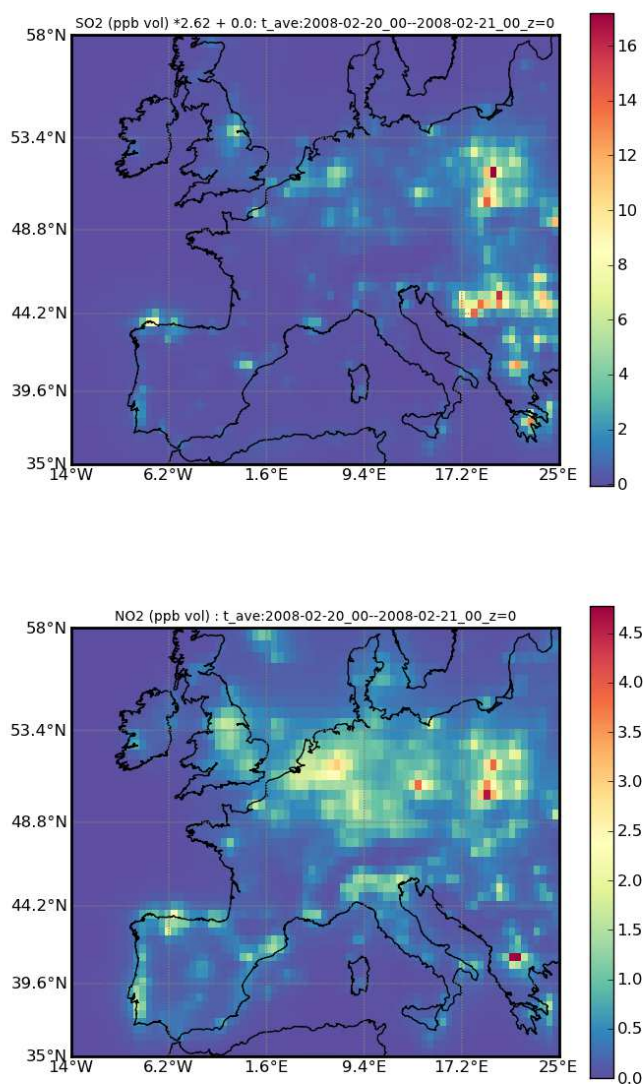 SO2 (ppb vol) *2.62 + 0.0: t_ave:2008-02-20_00--2008-02-21_00_z=0
58°N
53.4°N
48.8°N
44.2°N
39.6°N
35°N
14°W 6.2°W 1.6°E 9.4°E 17.2°E 25°E
16
14
12
10
8
6
4
2
0
NO2 (ppb vol) : t_ave:2008-02-20_00--2008-02-21_00_z=0
58°N
53.4°N
48.8°N
44.2°N
39.6°N
35°N
14°W 6.2°W 1.6°E 9.4°E 17.2°E 25°E
4.5
4.0
3.5
3.0
2.5
2.0
1.5
1.0
0.5
0.0